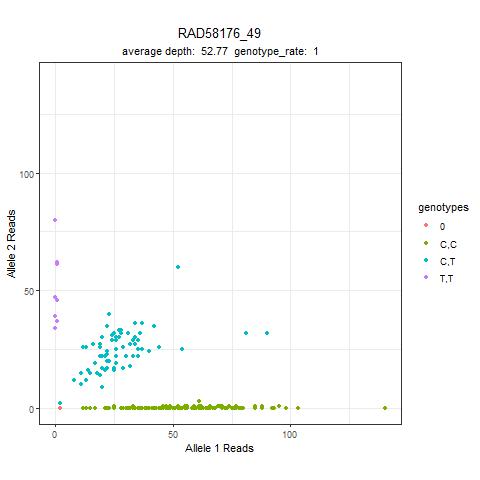 RAD58176_49
average depth:  52.77  genotype_rate:  1
100
50
0
Allele 2 Reads
0
50
100
Allele 1 Reads
genotypes
0
C,C
C,T
T,T